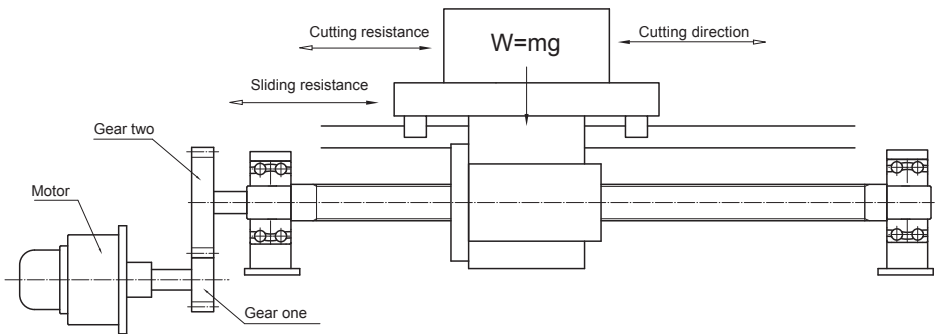 Cutting resistance
W=mg
Cutting direction
Sliding resistance
Gear two
Motor
Gear one